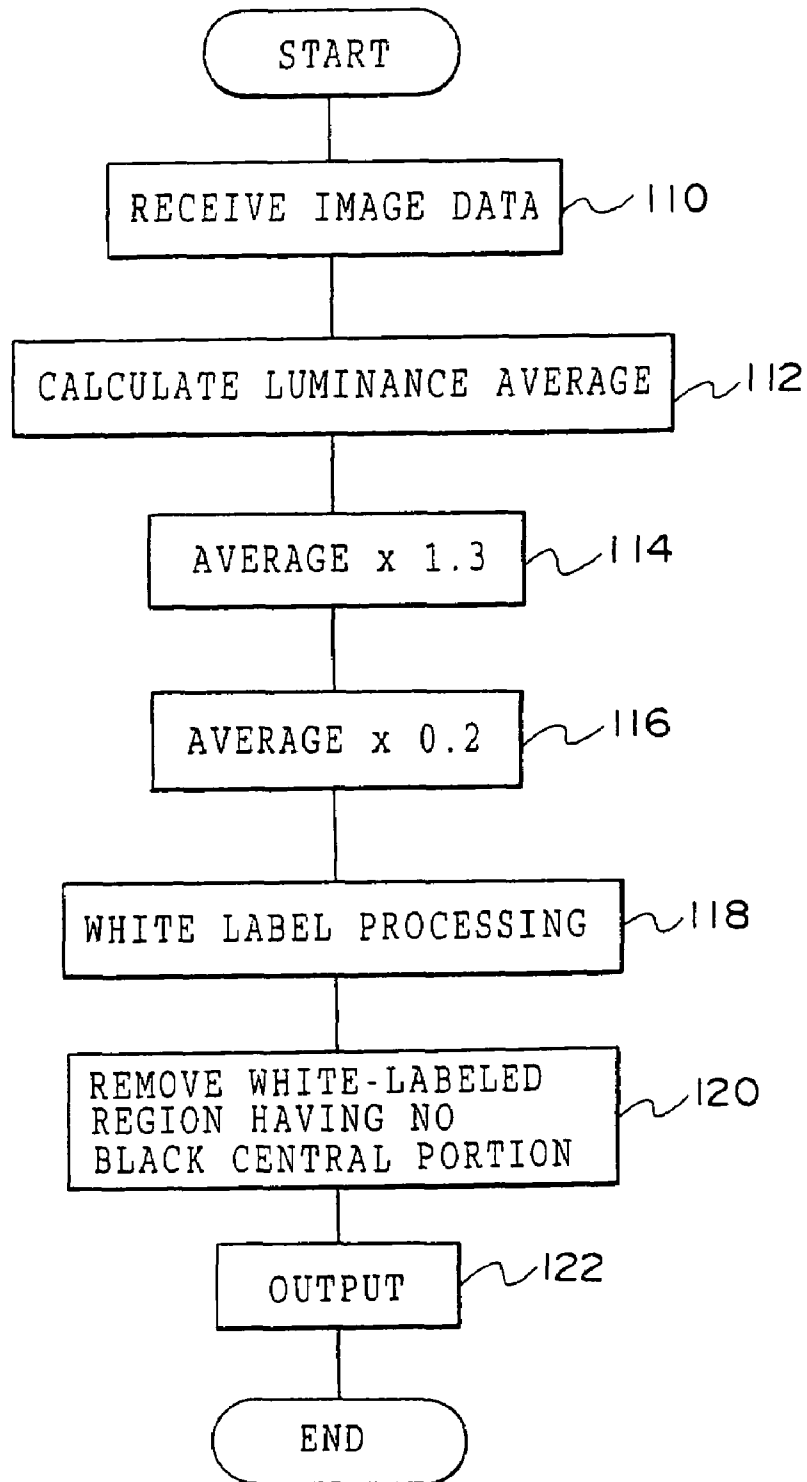 START
RECEIVE IMAGE DATA
110
CALCULATE LUMINANCE AVERAGE
112
AVERAGE x 1.3
114
AVERAGE x 0.2
116
WHITE LABEL PROCESSING
118
REMOVE WHITE-LABELED
REGION HAVING NO
BLACK CENTRAL PORTION
120
OUTPUT
122
END